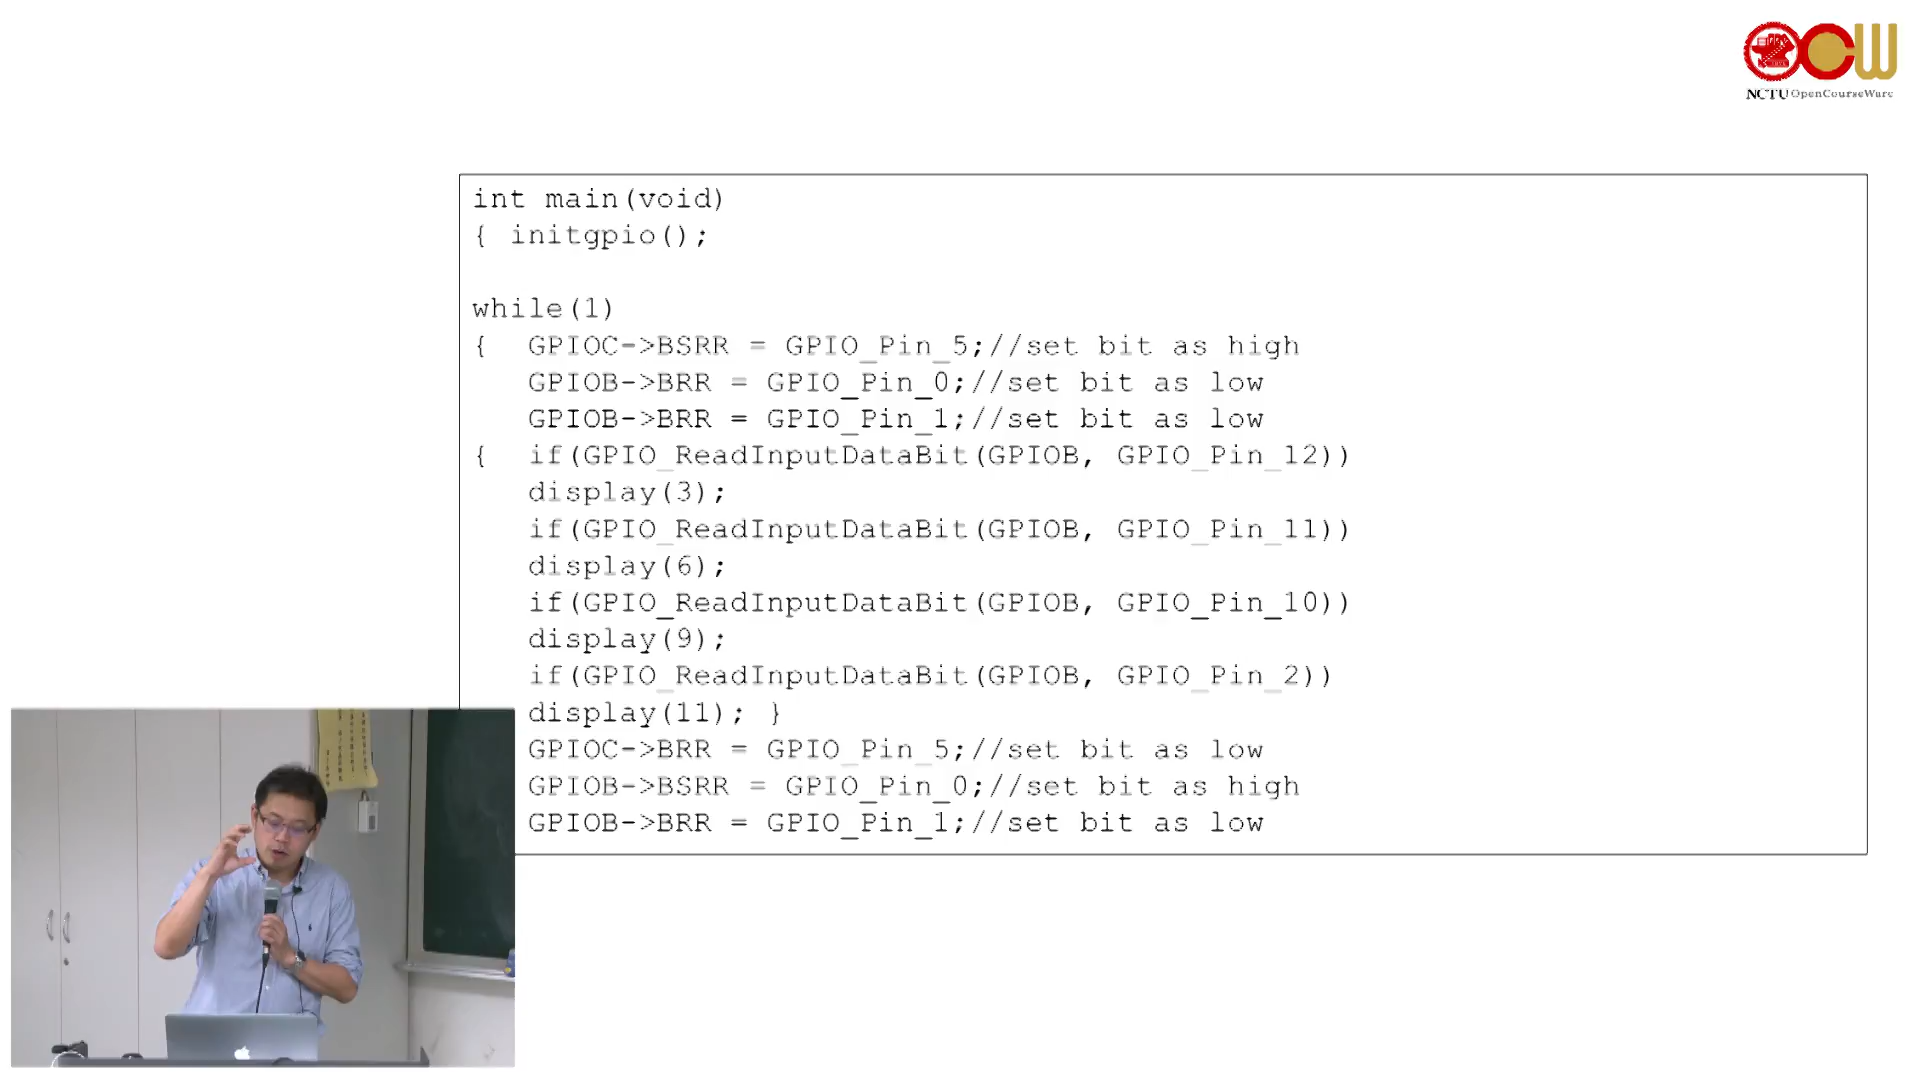 NCTU OpenCourseWare
int main(void)
{ initgpio();
while(1)
{ GPIOC->BSRR = GPIO_Pin_5;//set bit as high
GPIOB->BRR = GPIO_Pin_0;//set bit as low
GPIOB->BRR = GPIO_Pin_1;//set bit as low
{ if(GPIO_ReadInputDataBit(GPIOB, GPIO_Pin_12))
display(3);
if(GPIO_ReadInputDataBit(GPIOB, GPIO_Pin_11))
display(6);
if(GPIO_ReadInputDataBit(GPIOB, GPIO_Pin_10))
display(9);
if(GPIO_ReadInputDataBit(GPIOB, GPIO_Pin_2))
display(11); }
GPIOC->BRR = GPIO_Pin_5;//set bit as low
GPIOB->BSRR = GPIO_Pin_0;//set bit as high
GPIOB->BRR = GPIO_Pin_1;//set bit as low